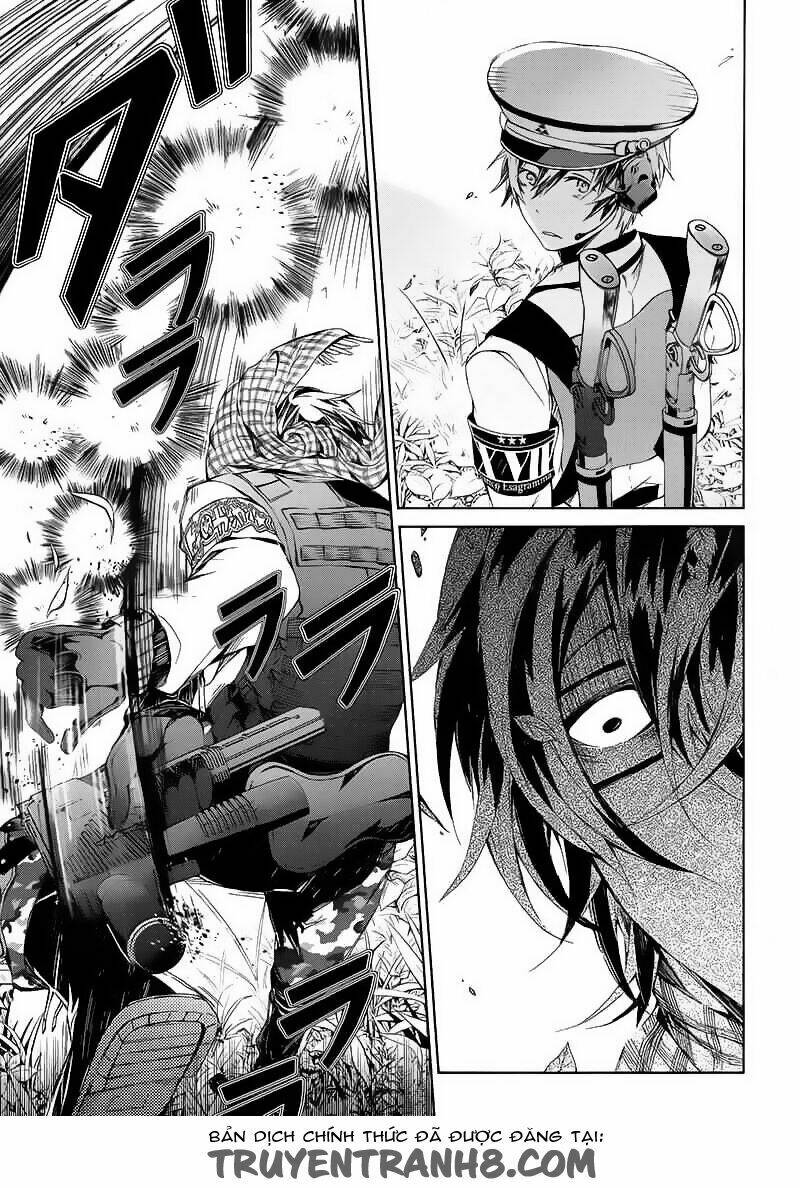 XVII
ダ
ラ
ラ
ラ
ラ
ラ
ラ
BẢN DỊCH CHÍNH THỨC ĐÃ ĐƯỢC ĐĂNG TẠI:
TRUYENTRANH8.COM